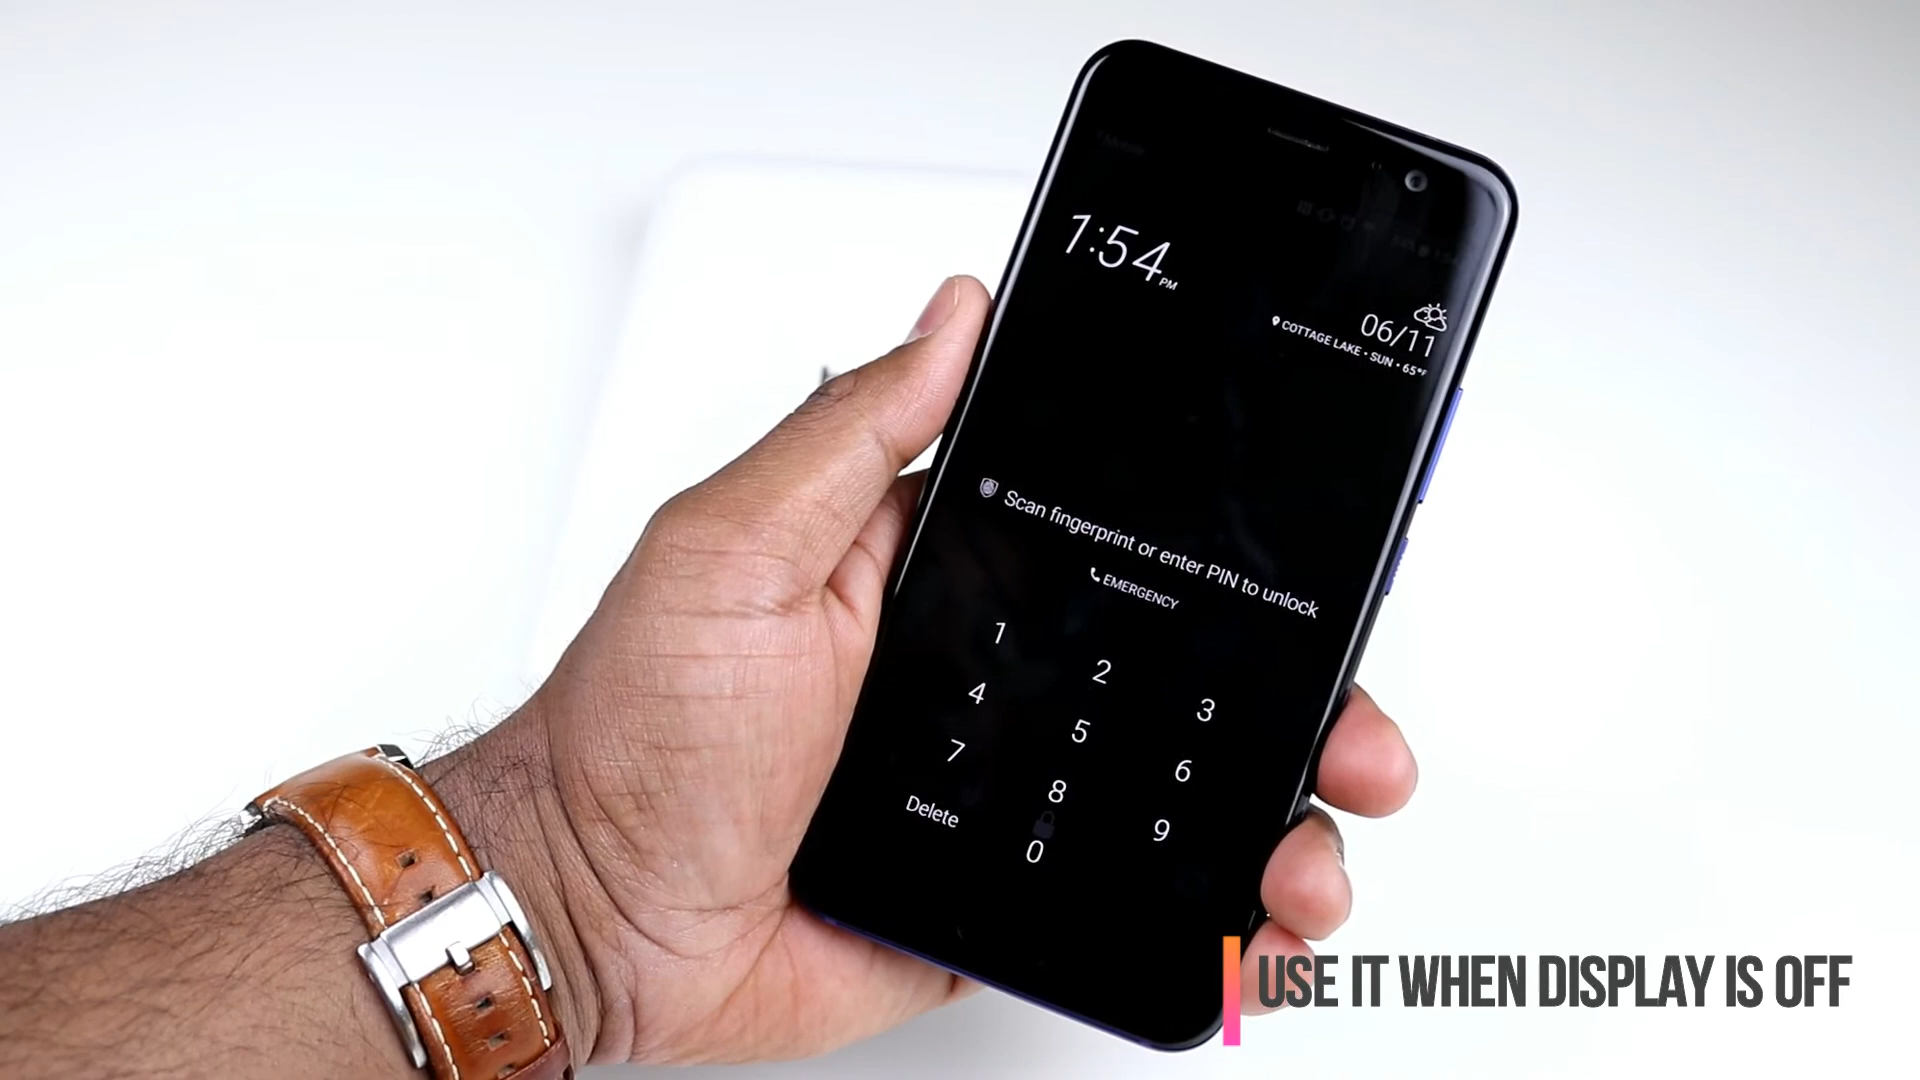 1:54 PM
06/11
COTTAGE LAKE • SUN • 65°F
Scan fingerprint or enter PIN to unlock
EMERGENCY
1 2 3
4 5 6
7 8 9
Delete 0
USE IT WHEN DISPLAY IS OFF